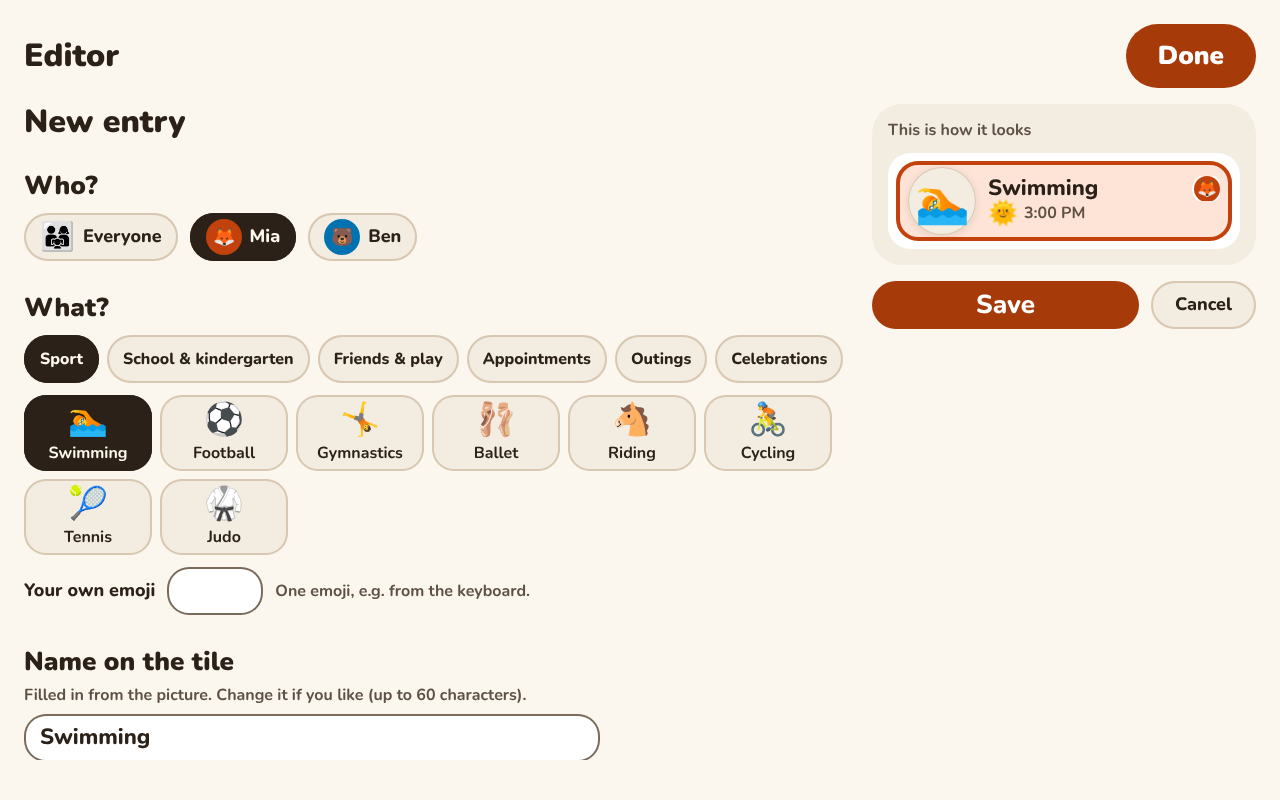 Editor
Done
New entry
Who?
Everyone
Mia
Ben
What?
Sport
School & kindergarten
Friends & play
Appointments
Outings
Celebrations
Swimming
Football
Gymnastics
Ballet
Riding
Cycling
Tennis
Judo
Your own emoji
One emoji, e.g. from the keyboard.
Name on the tile
Filled in from the picture. Change it if you like (up to 60 characters).
Swimming
This is how it looks
Swimming
3:00 PM
Save
Cancel